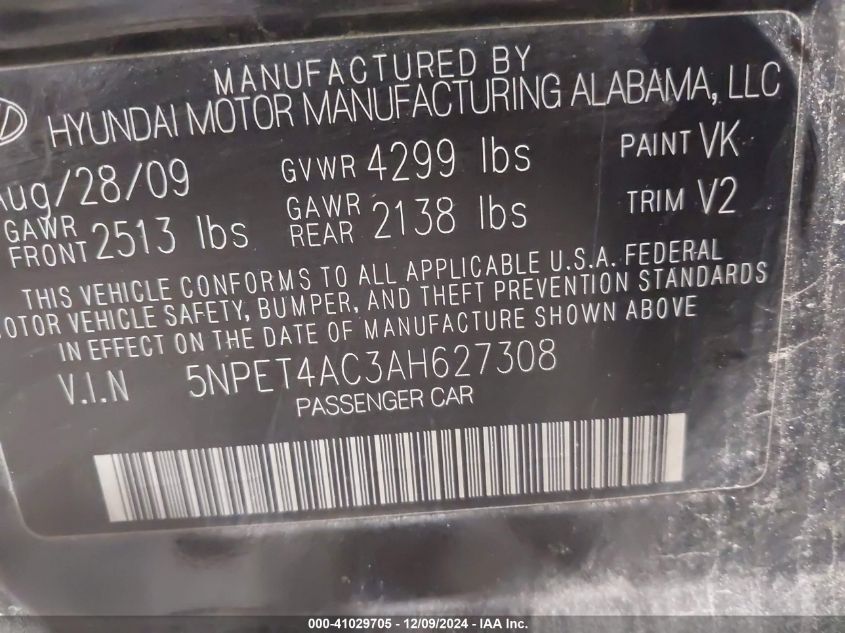 MANUFACTURED BY
HYUNDAI MOTOR MANUFACTURING ALABAMA, LLC
Aug/28/09 GVWR 4299 lbs PAINT VK
GAWR FRONT 2513 lbs GAWR REAR 2138 lbs TRIM V2
THIS VEHICLE CONFORMS TO ALL APPLICABLE U.S.A. FEDERAL
MOTOR VEHICLE SAFETY, BUMPER, AND THEFT PREVENTION STANDARDS
IN EFFECT ON THE DATE OF MANUFACTURE SHOWN ABOVE
V.I.N 5NPET4AC3AH627308
PASSENGER CAR
000-41029705 - 12/09/2024 - IAA Inc.